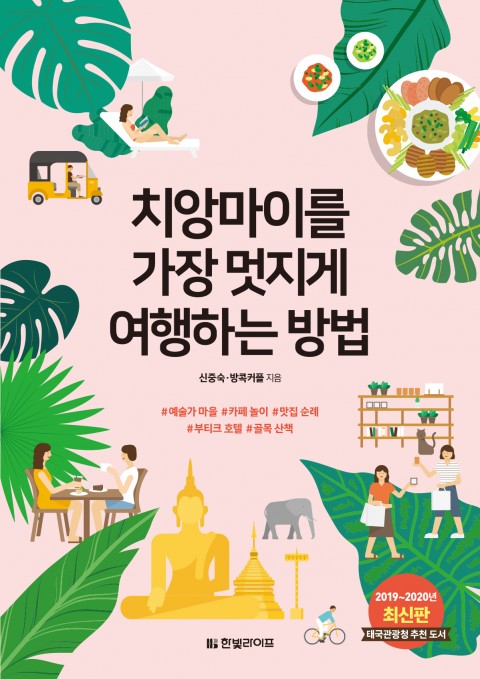 치앙마이를
가장 멋지게
여행하는 방법
신중숙·방콕커플 지음
#예술가 마을 #카페 놀이 #맛집 순례
#부티크 호텔 #골목 산책
2019~2020년
최신판
태국관광청 추천 도서
한빛라이프